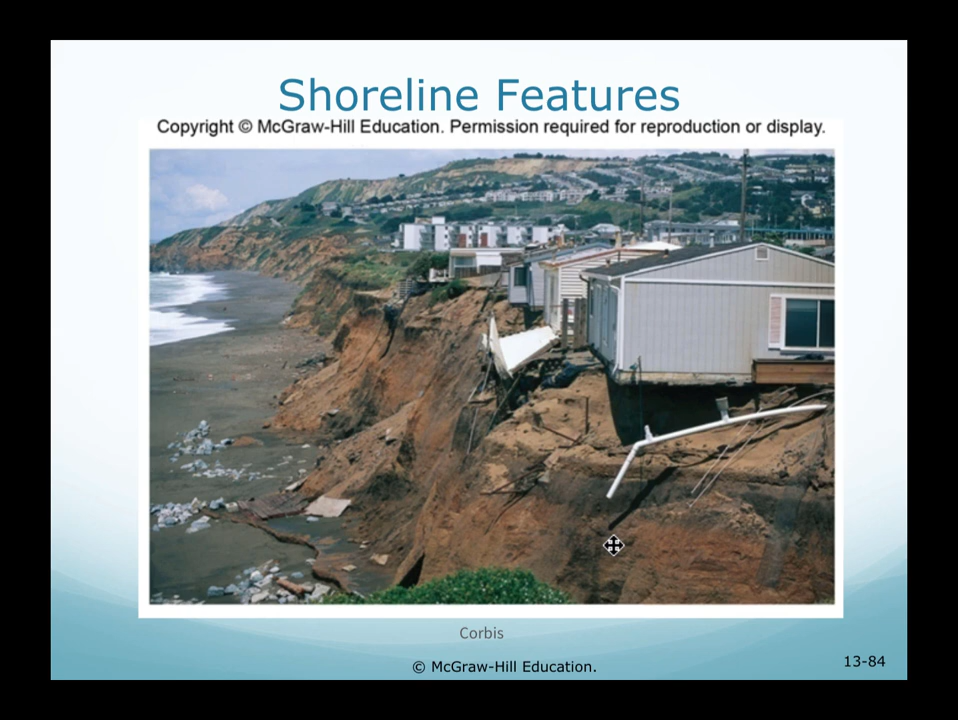 Shoreline Features
Copyright © McGraw-Hill Education. Permission required for reproduction or display.
Corbis
© McGraw-Hill Education.
13-84